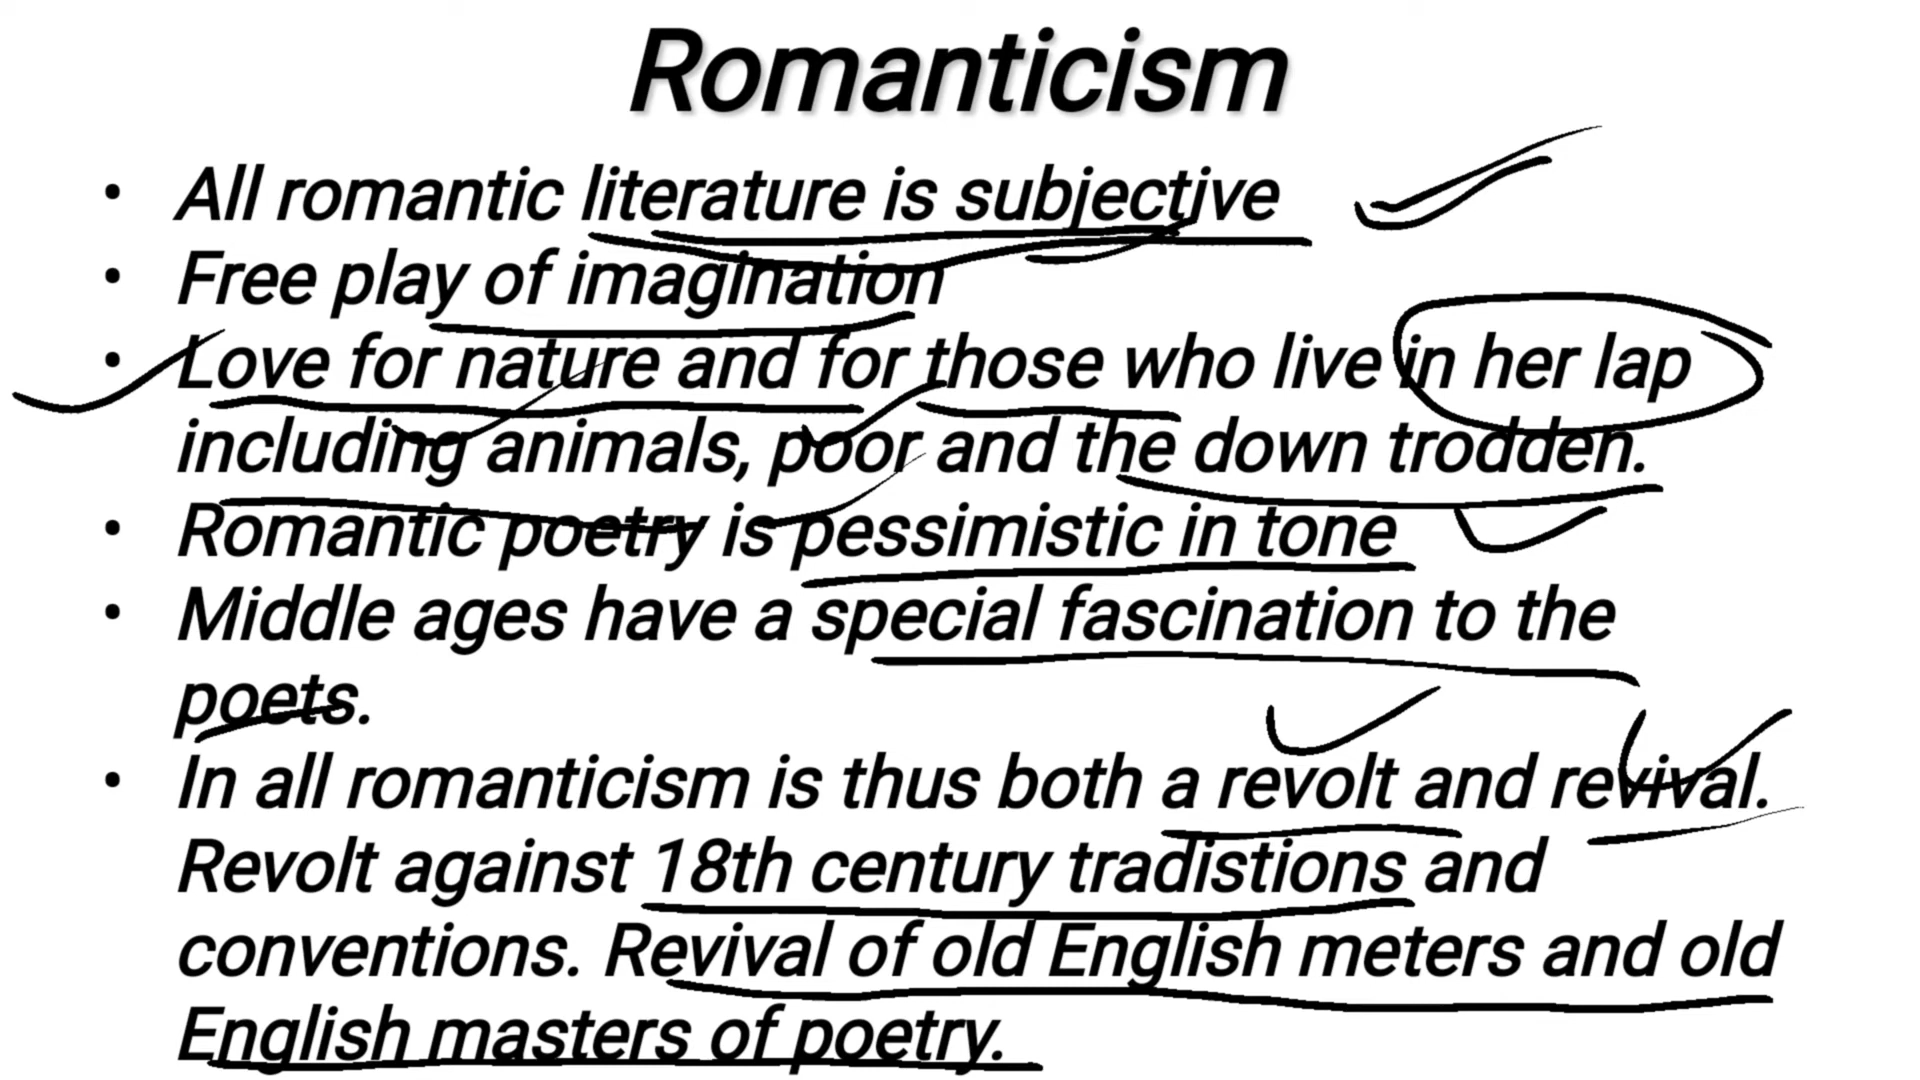 Romanticism
• All romantic literature is subjective
• Free play of imagination
• Love for nature and for those who live in her lap
including animals, poor and the down trodden.
• Romantic poetry is pessimistic in tone
• Middle ages have a special fascination to the
poets.
• In all romanticism is thus both a revolt and revival.
Revolt against 18th century tradistions and
conventions. Revival of old English meters and old
English masters of poetry.